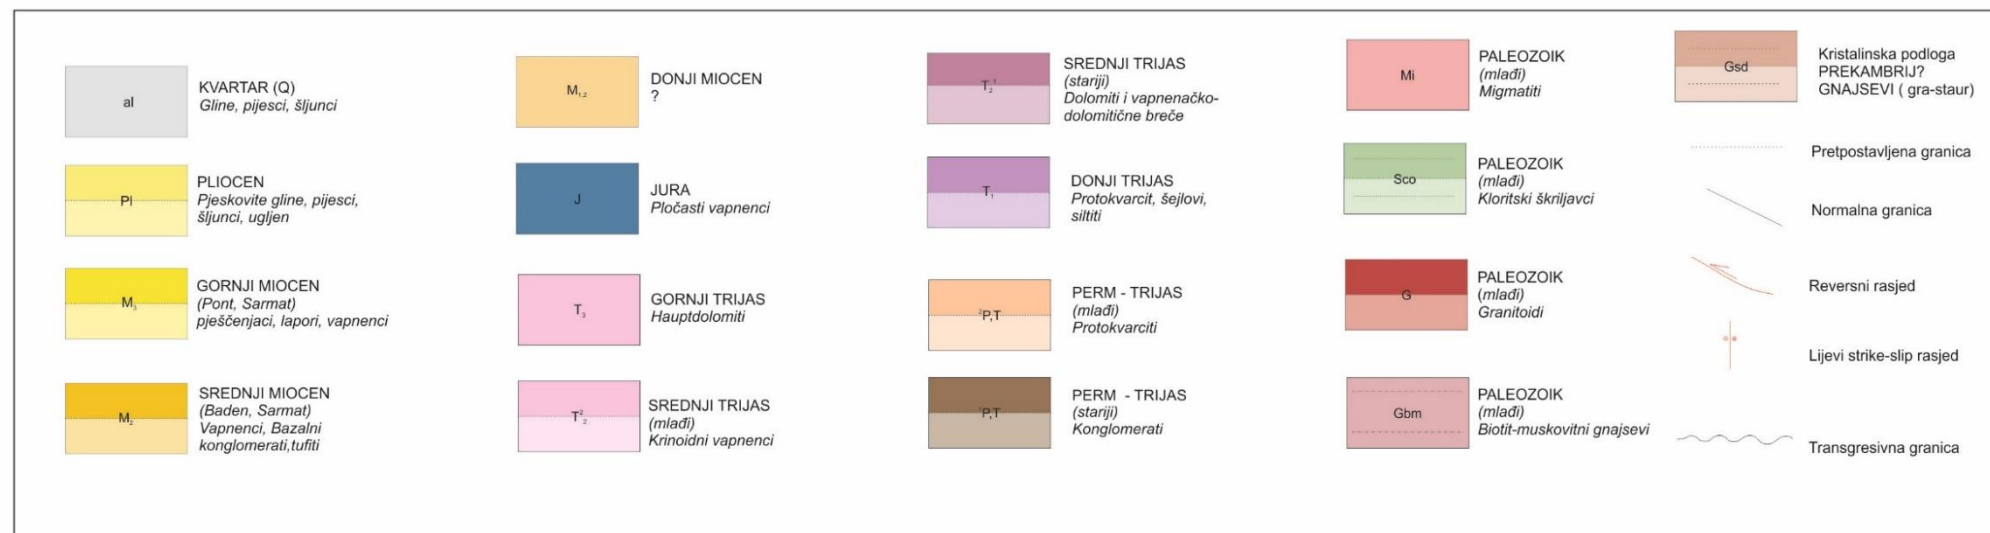 al
KVARTAR (Q)
Gline, pijesci, šljunci
Pl
PLIOCEN
Pjeskovite gline, pijesci,
šljunci, ugljen
M₃
GORNJI MIOCEN
(Pont, Sarmat)
pješčenjaci, lapori, vapnenci
M₂
SREDNJI MIOCEN
(Baden, Sarmat)
Vapnenci, Bazalni
konglomerati,tufiti
M₁,₂
DONJI MIOCEN
?
J
JURA
Pločasti vapnenci
T₃
GORNJI TRIJAS
Hauptdolomiti
T²₂
SREDNJI TRIJAS
(mlađi)
Krinoidni vapnenci
T₂¹
SREDNJI TRIJAS
(stariji)
Dolomiti i vapnenačko-
dolomitične breče
T₁
DONJI TRIJAS
Protokvarcit, šejlovi,
siltiti
²P,T
PERM - TRIJAS
(mlađi)
Protokvarciti
¹P,T
PERM - TRIJAS
(stariji)
Konglomerati
Mi
PALEOZOIK
(mlađi)
Migmatiti
Sco
PALEOZOIK
(mlađi)
Kloritski škriljavci
G
PALEOZOIK
(mlađi)
Granitoidi
Gbm
PALEOZOIK
(mlađi)
Biotit-muskovitni gnajsevi
Gsd
Kristalinska podloga
PREKAMBRIJ?
GNAJSEVI ( gra-staur)
Pretpostavljena granica
Normalna granica
Reversni rasjed
Lijevi strike-slip rasjed
Transgresivna granica